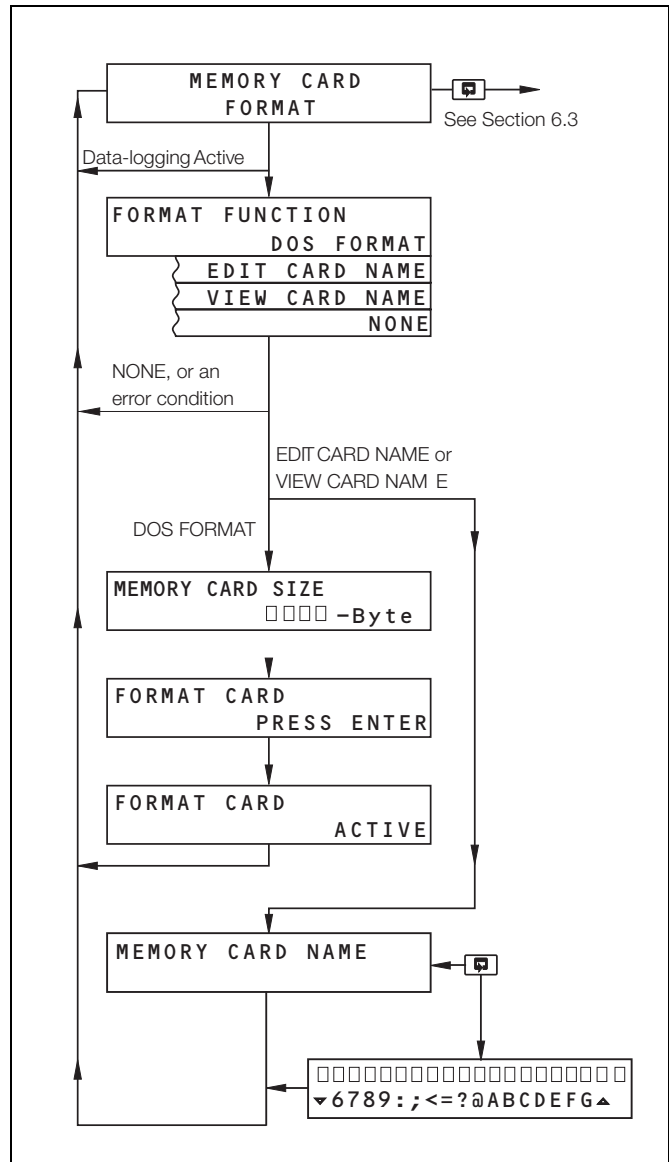 MEMORY CARD
FORMAT
See Section 6.3
Data-logging Active
FORMAT FUNCTION
DOS FORMAT
EDIT CARD NAME
VIEW CARD NAME
NONE
NONE, or an
error condition
EDIT CARD NAME or
VIEW CARD NAM E
DOS FORMAT
MEMORY CARD SIZE
□□□□ –Byte
FORMAT CARD
PRESS ENTER
FORMAT CARD
ACTIVE
MEMORY CARD NAME
□□□□□□□□□□□□□□□□□□□□
▼6789:;<=?@ABCDEFG▲